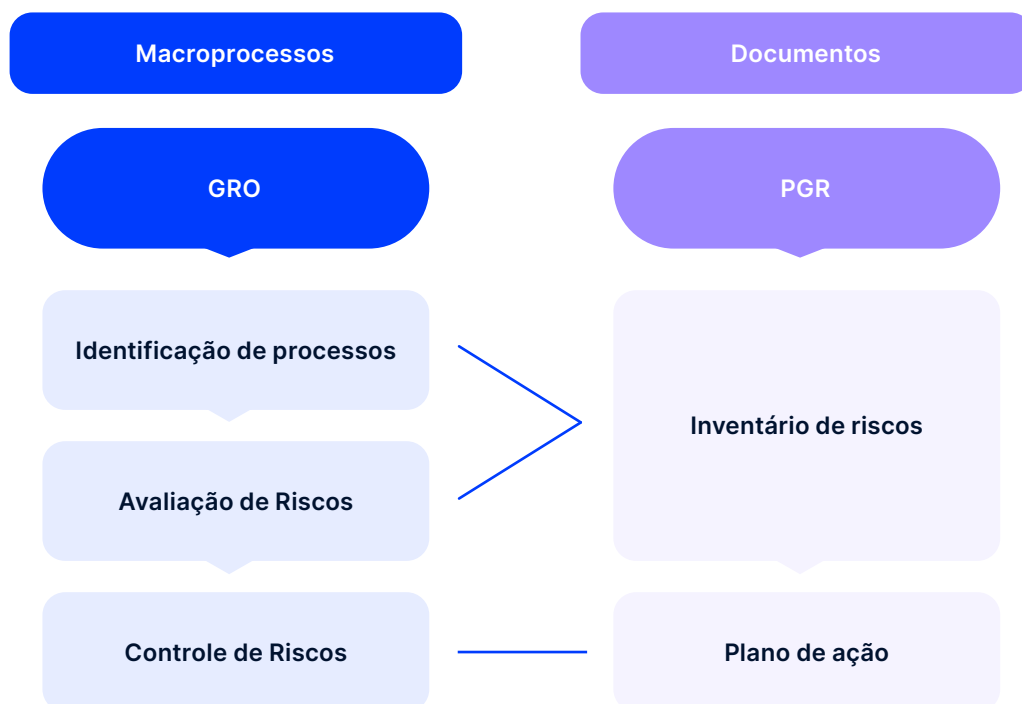 Macroprocessos
Documentos
GRO
PGR
Identificação de processos
Avaliação de Riscos
Inventário de riscos
Controle de Riscos
Plano de ação